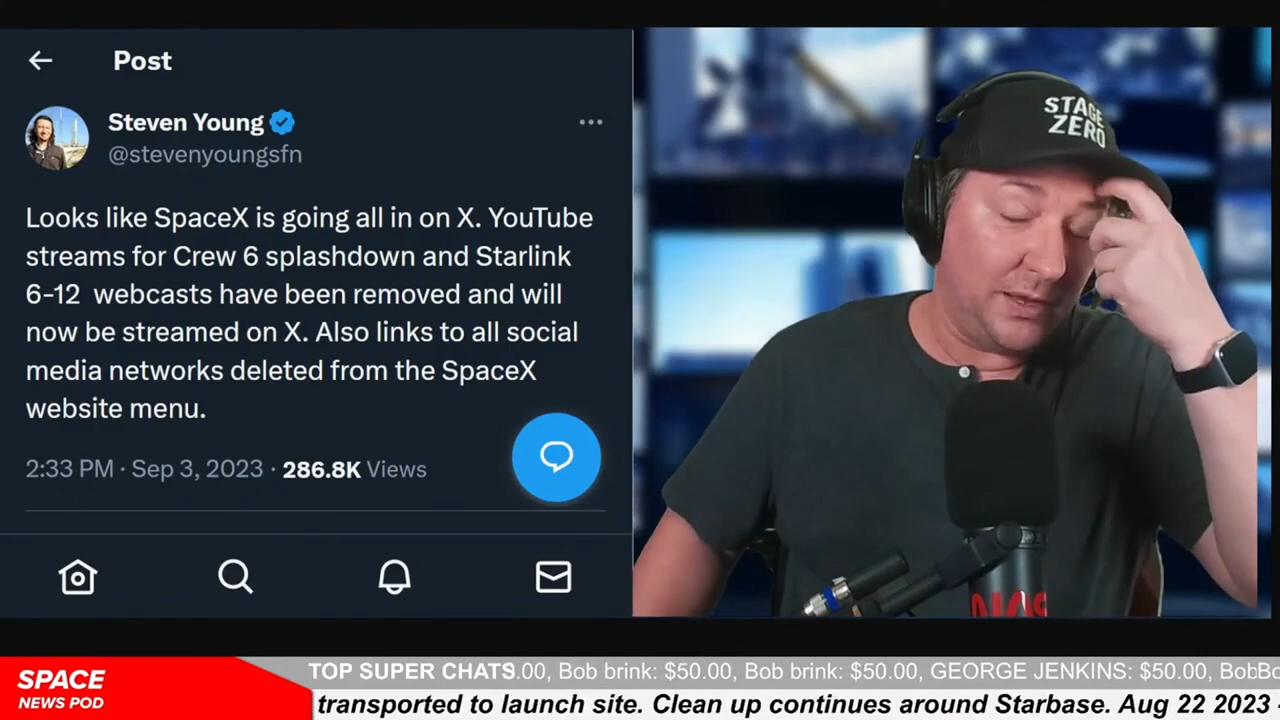 Post
Steven Young
@stevenyoungsfn
Looks like SpaceX is going all in on X. YouTube
streams for Crew 6 splashdown and Starlink
6-12 webcasts have been removed and will
now be streamed on X. Also links to all social
media networks deleted from the SpaceX
website menu.
2:33 PM · Sep 3, 2023 · 286.8K Views
STAGE
ZERO
SPACE
NEWS POD
TOP SUPER CHATS .00, Bob brink: $50.00, Bob brink: $50.00, GEORGE JENKINS: $50.00,
transported to launch site. Clean up continues around Starbase. Aug 22 2023